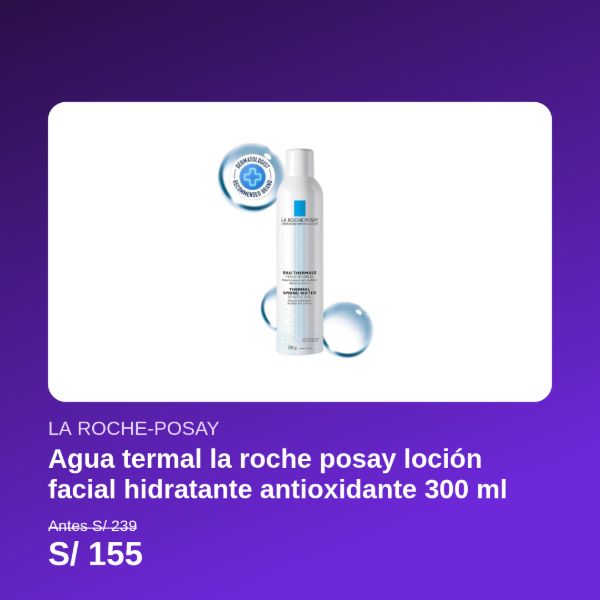 DERMATOLOGIST
RECOMMENDED BRAND
LA ROCHE-POSAY
EAU THERMALE
THERMAL
SPRING WATER
LA ROCHE-POSAY
Agua termal la roche posay loción
facial hidratante antioxidante 300 ml
Antes S/ 239
S/ 155